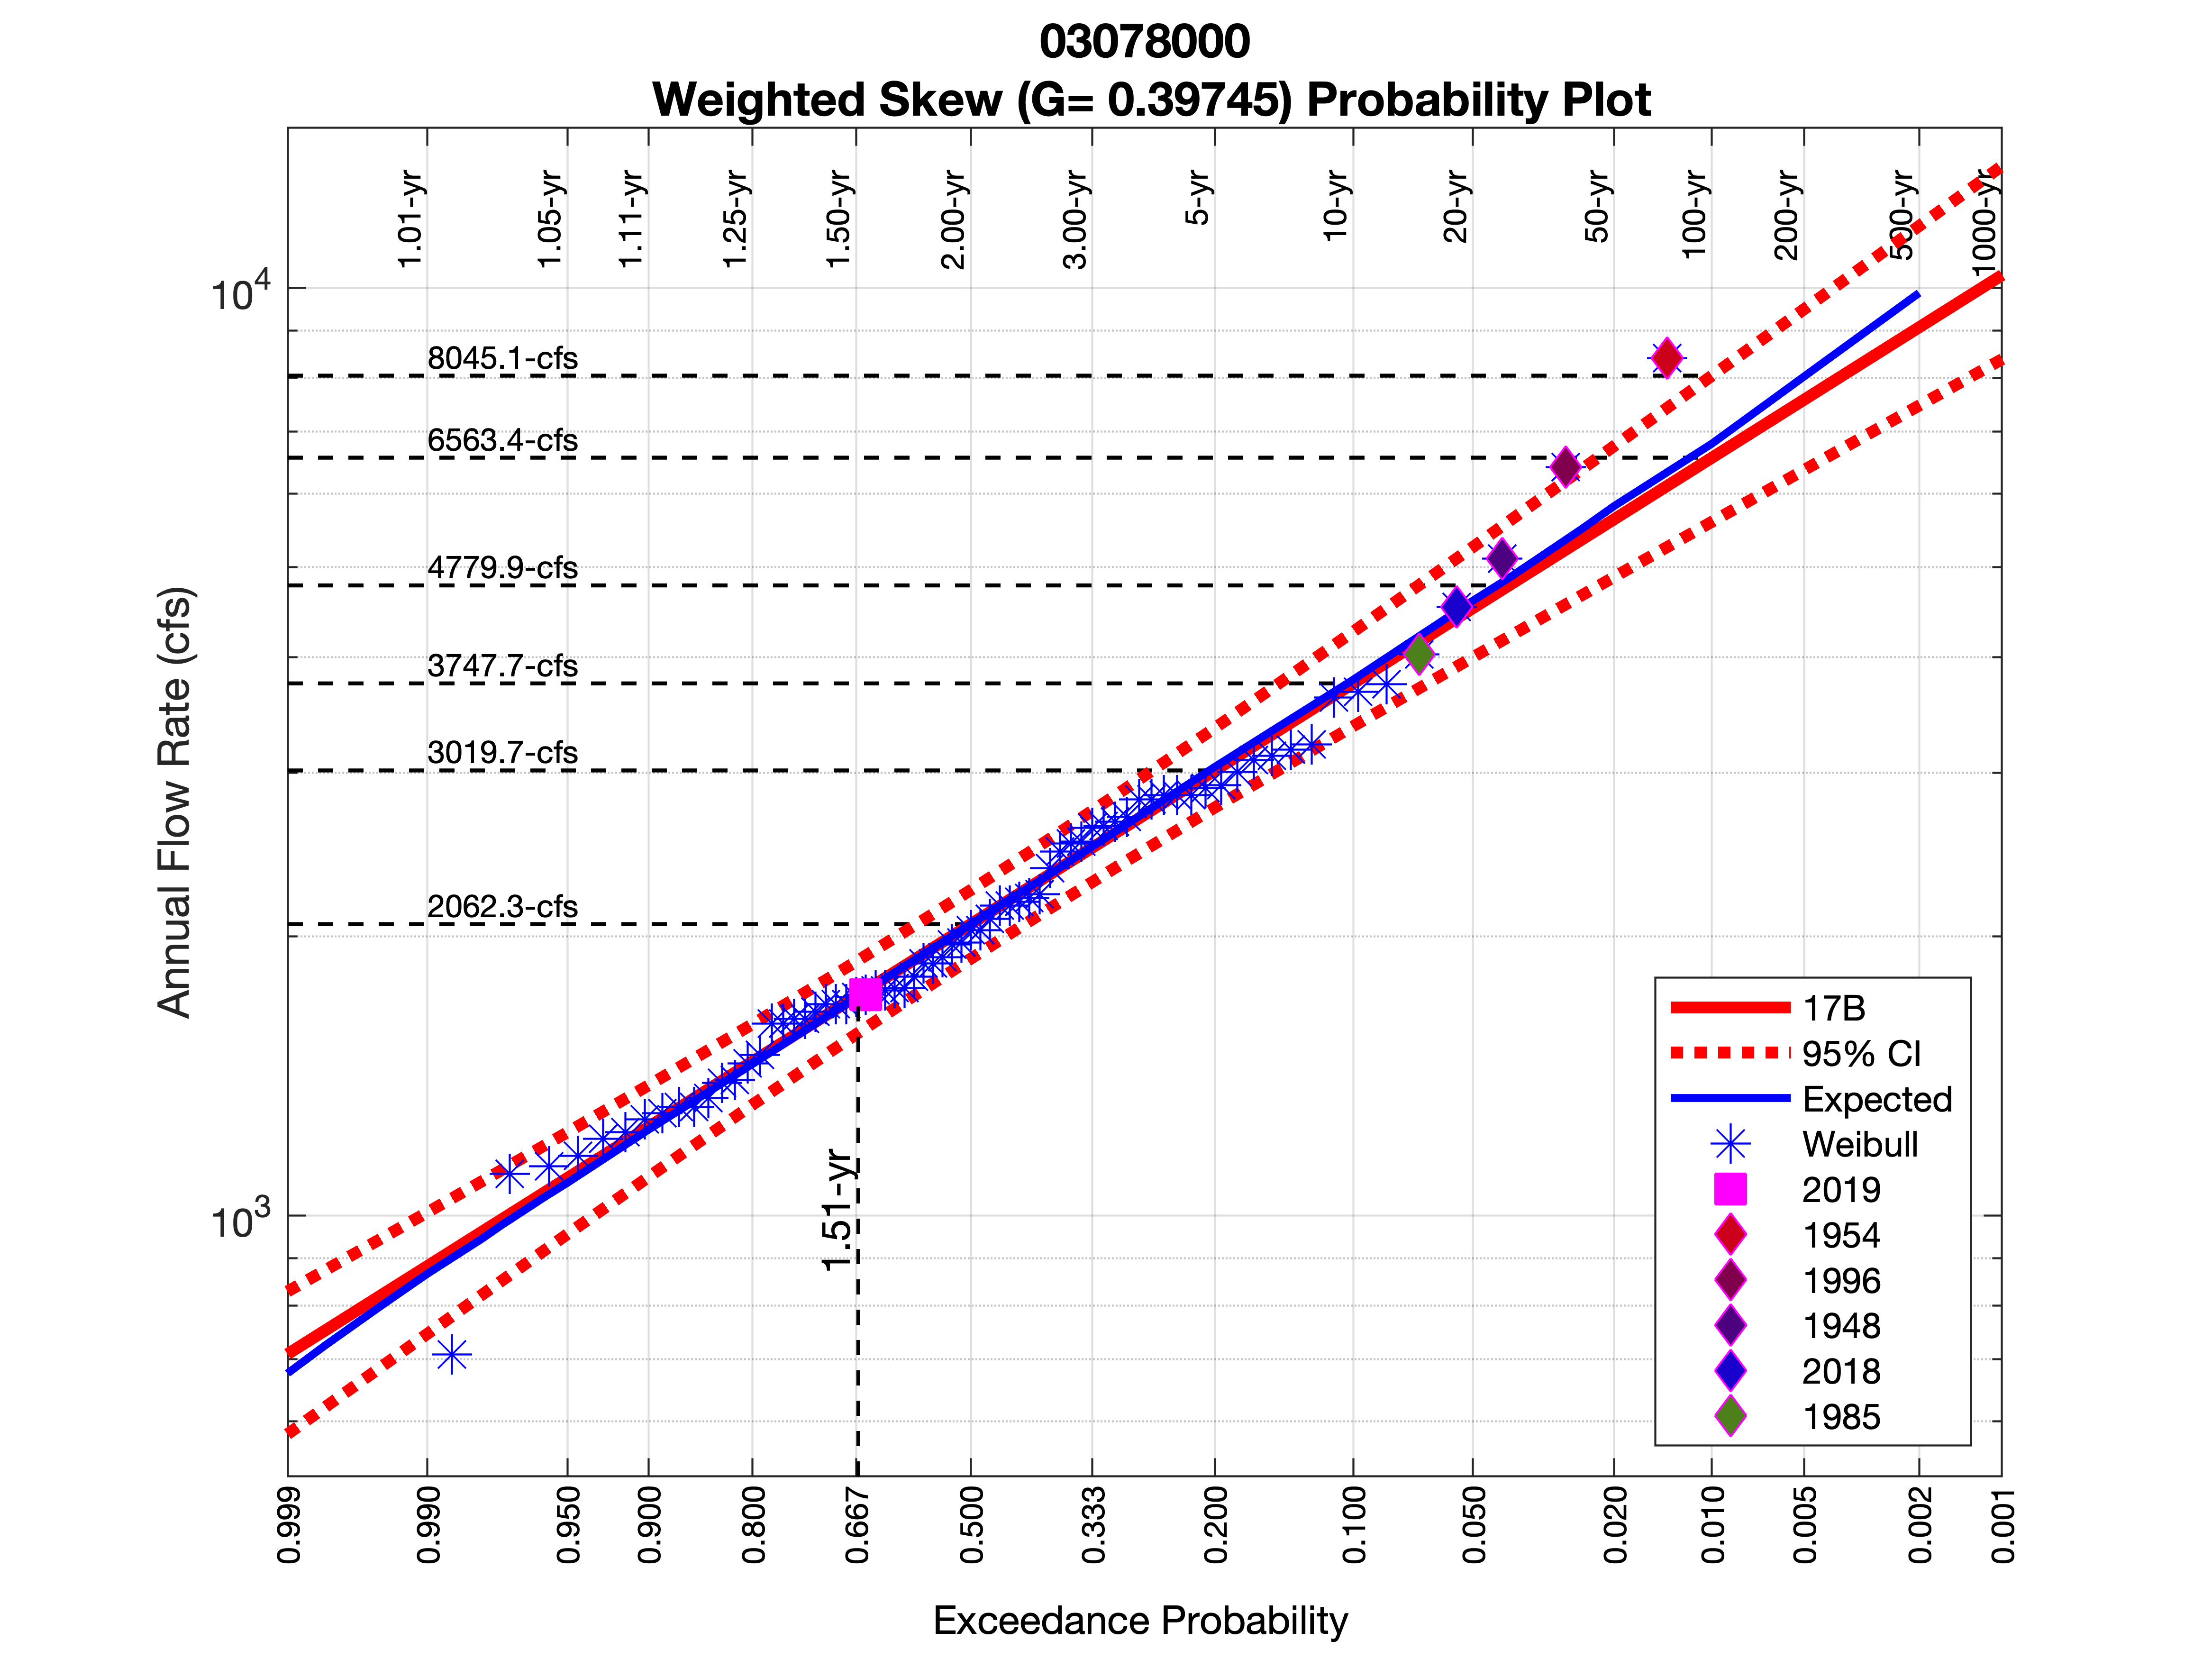 03078000
Weighted Skew (G= 0.39745) Probability Plot
1.01-yr
1.05-yr
1.11-yr
1.25-yr
1.50-yr
2.00-yr
3.00-yr
5-yr
10-yr
20-yr
50-yr
100-yr
200-yr
500-yr
1000-yr
10⁴
10³
Annual Flow Rate (cfs)
8045.1-cfs
6563.4-cfs
4779.9-cfs
3747.7-cfs
3019.7-cfs
2062.3-cfs
1.51-yr
17B
95% CI
Expected
Weibull
2019
1954
1996
1948
2018
1985
0.999
0.990
0.950
0.900
0.800
0.667
0.500
0.333
0.200
0.100
0.050
0.020
0.010
0.005
0.002
0.001
Exceedance Probability